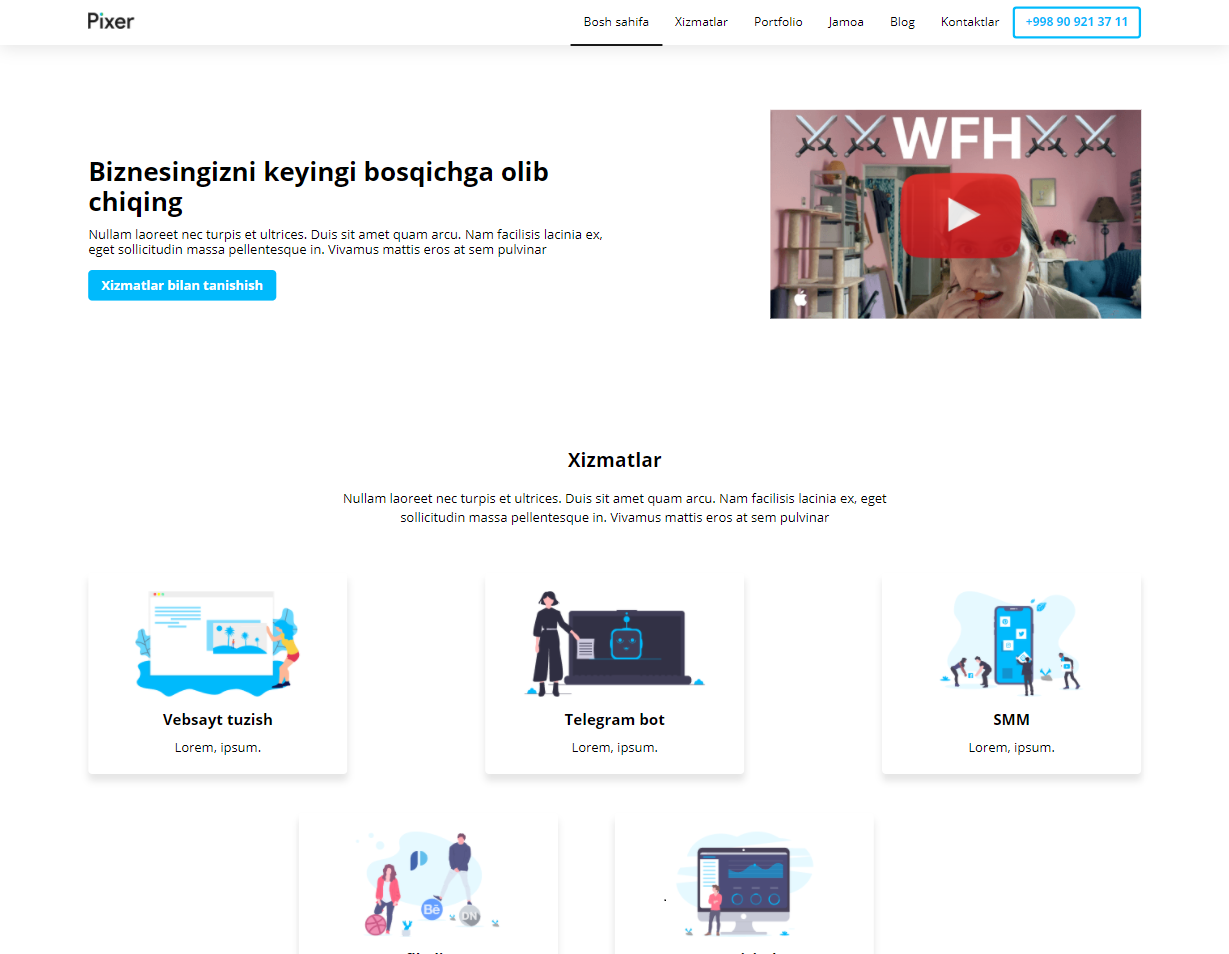 Pixer
Bosh sahifa
Xizmatlar
Portfolio
Jamoa
Blog
Kontaktlar
+998 90 921 37 11
WFH
Biznesingizni keyingi bosqichga olib
chiqing
Nullam laoreet nec turpis et ultrices. Duis sit amet quam arcu. Nam facilisis lacinia ex,
eget sollicitudin massa pellentesque in. Vivamus mattis eros at sem pulvinar
Xizmatlar bilan tanishish
Xizmatlar
Nullam laoreet nec turpis et ultrices. Duis sit amet quam arcu. Nam facilisis lacinia ex, eget
sollicitudin massa pellentesque in. Vivamus mattis eros at sem pulvinar
Vebsayt tuzish
Lorem, ipsum.
Telegram bot
Lorem, ipsum.
SMM
Lorem, ipsum.
Bē
DN
.